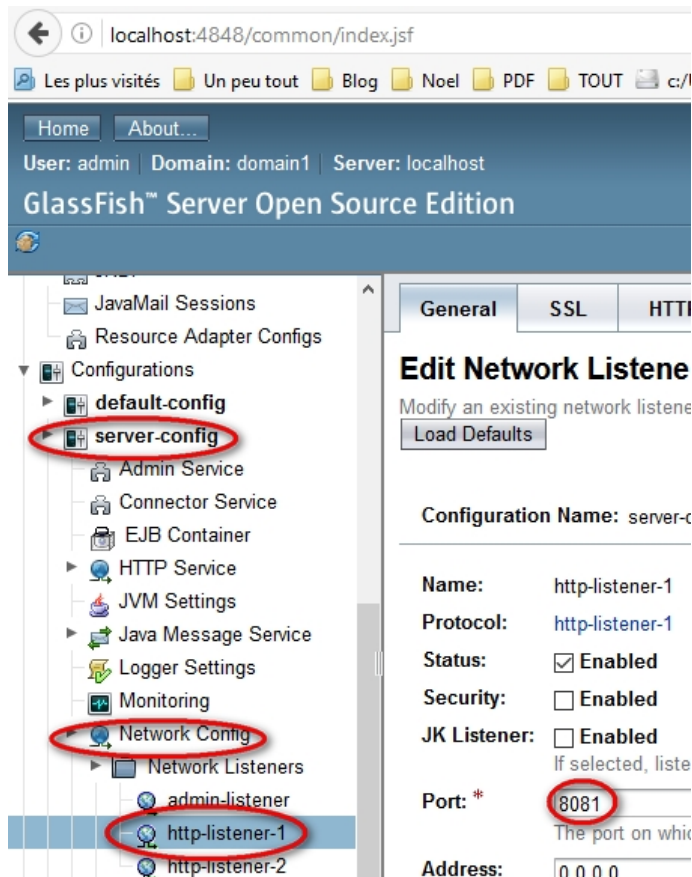 localhost:4848/common/index.jsf
Les plus visités Un peu tout Blog Noel PDF TOUT
Home About...
User: admin Domain: domain1 Server: localhost
GlassFish™ Server Open Source Edition
JavaMail Sessions
Resource Adapter Configs
Configurations
default-config
server-config
Admin Service
Connector Service
EJB Container
HTTP Service
JVM Settings
Java Message Service
Logger Settings
Monitoring
Network Config
Network Listeners
admin-listener
http-listener-1
http-listener-2
General SSL HTTP
Edit Network Listene
Modify an existing network listene
Load Defaults
Configuration Name: server-c
Name: http-listener-1
Protocol: http-listener-1
Status: Enabled
Security: Enabled
JK Listener: Enabled
If selected, liste
Port: * 8081
The port on whic
Address: 0.0.0.0